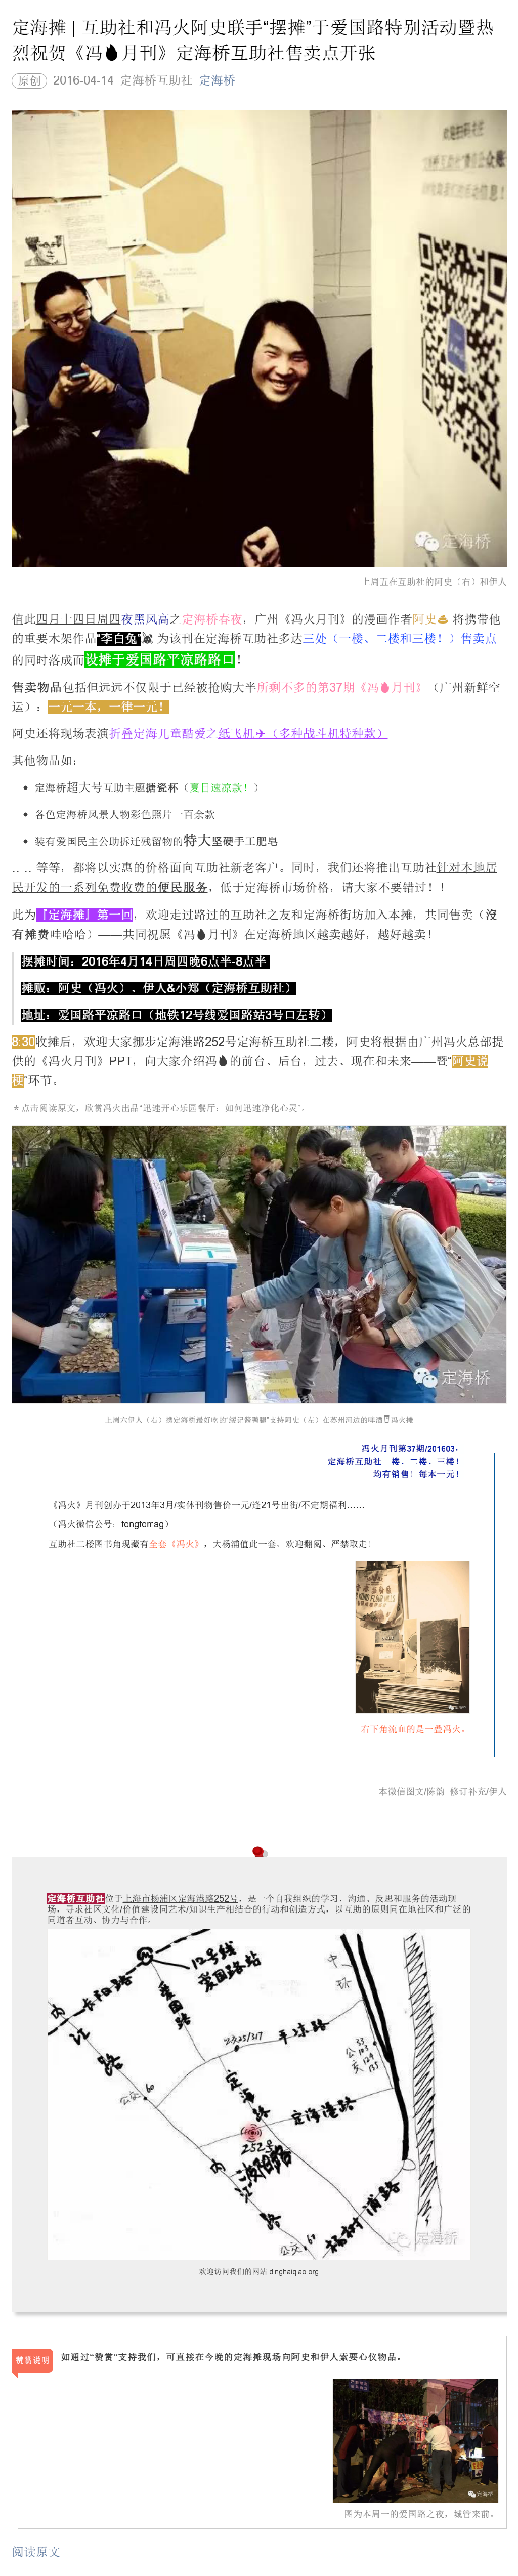 定海摊 | 互助社和冯火阿史联手“摆摊”于爱国路特别活动暨热
烈祝贺《冯🔥月刊》定海桥互助社售卖点开张
原创 2016-04-14 定海桥互助社 定海桥
定海桥
上周五在互助社的阿史（右）和伊人
值此四月十四日周四夜黑风高之定海桥春夜，广州《冯火月刊》的漫画作者阿史💩 将携带他
的重要木架作品“李白兔”🐰 为该刊在定海桥互助社多达三处（一楼、二楼和三楼！）售卖点
的同时落成而设摊于爱国路平凉路路口！
售卖物品包括但远远不仅限于已经被抢购大半所剩不多的第37期《冯🔥月刊》（广州新鲜空
运）：一元一本，一律一元！
阿史还将现场表演折叠定海儿童酷爱之纸飞机✈（多种战斗机特种款）
其他物品如：
• 定海桥超大号互助主题搪瓷杯（夏日速凉款！）
• 各色定海桥风景人物彩色照片一百余款
• 装有爱国民主公助拆迁残留物的特大坚硬手工肥皂
.. .. 等等，都将以实惠的价格面向互助社新老客户。同时，我们还将推出互助社针对本地居
民开发的一系列免费收费的便民服务，低于定海桥市场价格，请大家不要错过！！
此为『定海摊』第一回，欢迎走过路过的互助社之友和定海桥街坊加入本摊，共同售卖（沒
有摊费哇哈哈）——共同祝愿《冯🔥月刊》在定海桥地区越卖越好，越好越卖！
摆摊时间：2016年4月14日周四晚6点半-8点半
摊贩：阿史（冯火）、伊人&小郑（定海桥互助社）
地址：爱国路平凉路口（地铁12号线爱国路站3号口左转）
8:30收摊后，欢迎大家挪步定海港路252号定海桥互助社二楼，阿史将根据由广州冯火总部提
供的《冯火月刊》PPT，向大家介绍冯🔥的前台、后台，过去、现在和未来——暨“阿史说
梗”环节。
＊点击阅读原文，欣赏冯火出品“迅速开心乐园餐厅：如何迅速净化心灵”。
定海桥
上周六伊人（右）携定海桥最好吃的“缪记酱鸭腿”支持阿史（左）在苏州河边的啤酒冯火摊
冯火月刊第37期/201603：
定海桥互助社一楼、二楼、三楼！
均有销售！每本一元！
《冯火》月刊创办于2013年3月/实体刊物售价一元/逢21号出街/不定期福利......
（冯火微信公号：fongfomag）
互助社二楼图书角现藏有全套《冯火》，大杨浦值此一套、欢迎翻阅、严禁取走
定海桥
右下角流血的是一叠冯火。
本微信图文/陈韵 修订补充/伊人
定海桥互助社位于上海市杨浦区定海港路252号，是一个自我组织的学习、沟通、反思和服务的活动现
场，寻求社区文化/价值建设同艺术/知识生产相结合的行动和创造方式，以互助的原则同在地社区和广泛的
同道者互动、协力与合作。
12号线
爱国路站
长阳路
爱国路
内江路
平凉路
定海路
定海港路
252号
公交
杨树浦路
定海桥
欢迎访问我们的网站 dinghaiqiao.org
赞赏说明
如通过“赞赏”支持我们，可直接在今晚的定海摊现场向阿史和伊人索要心仪物品。
定海桥
图为本周一的爱国路之夜，城管来前。
阅读原文